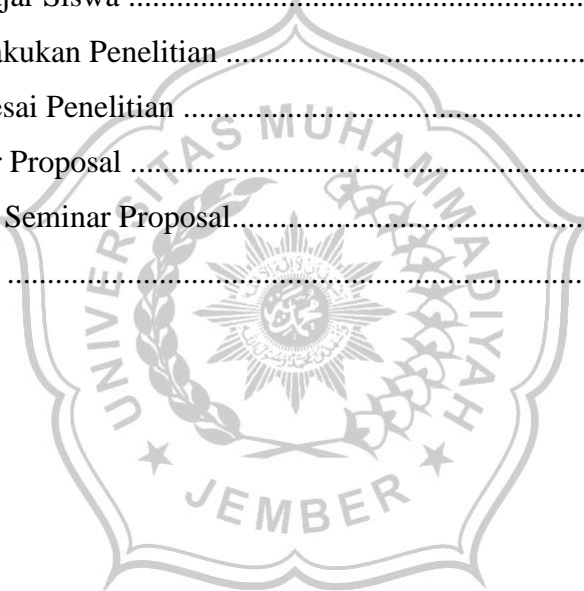 jar Siswa ....................................................
akukan Penelitian ....................................................
esai Penelitian ....................................................
r Proposal ....................................................
Seminar Proposal....................................................
....................................................
UNIVERSITAS MUHAMMADIYAH
JEMBER